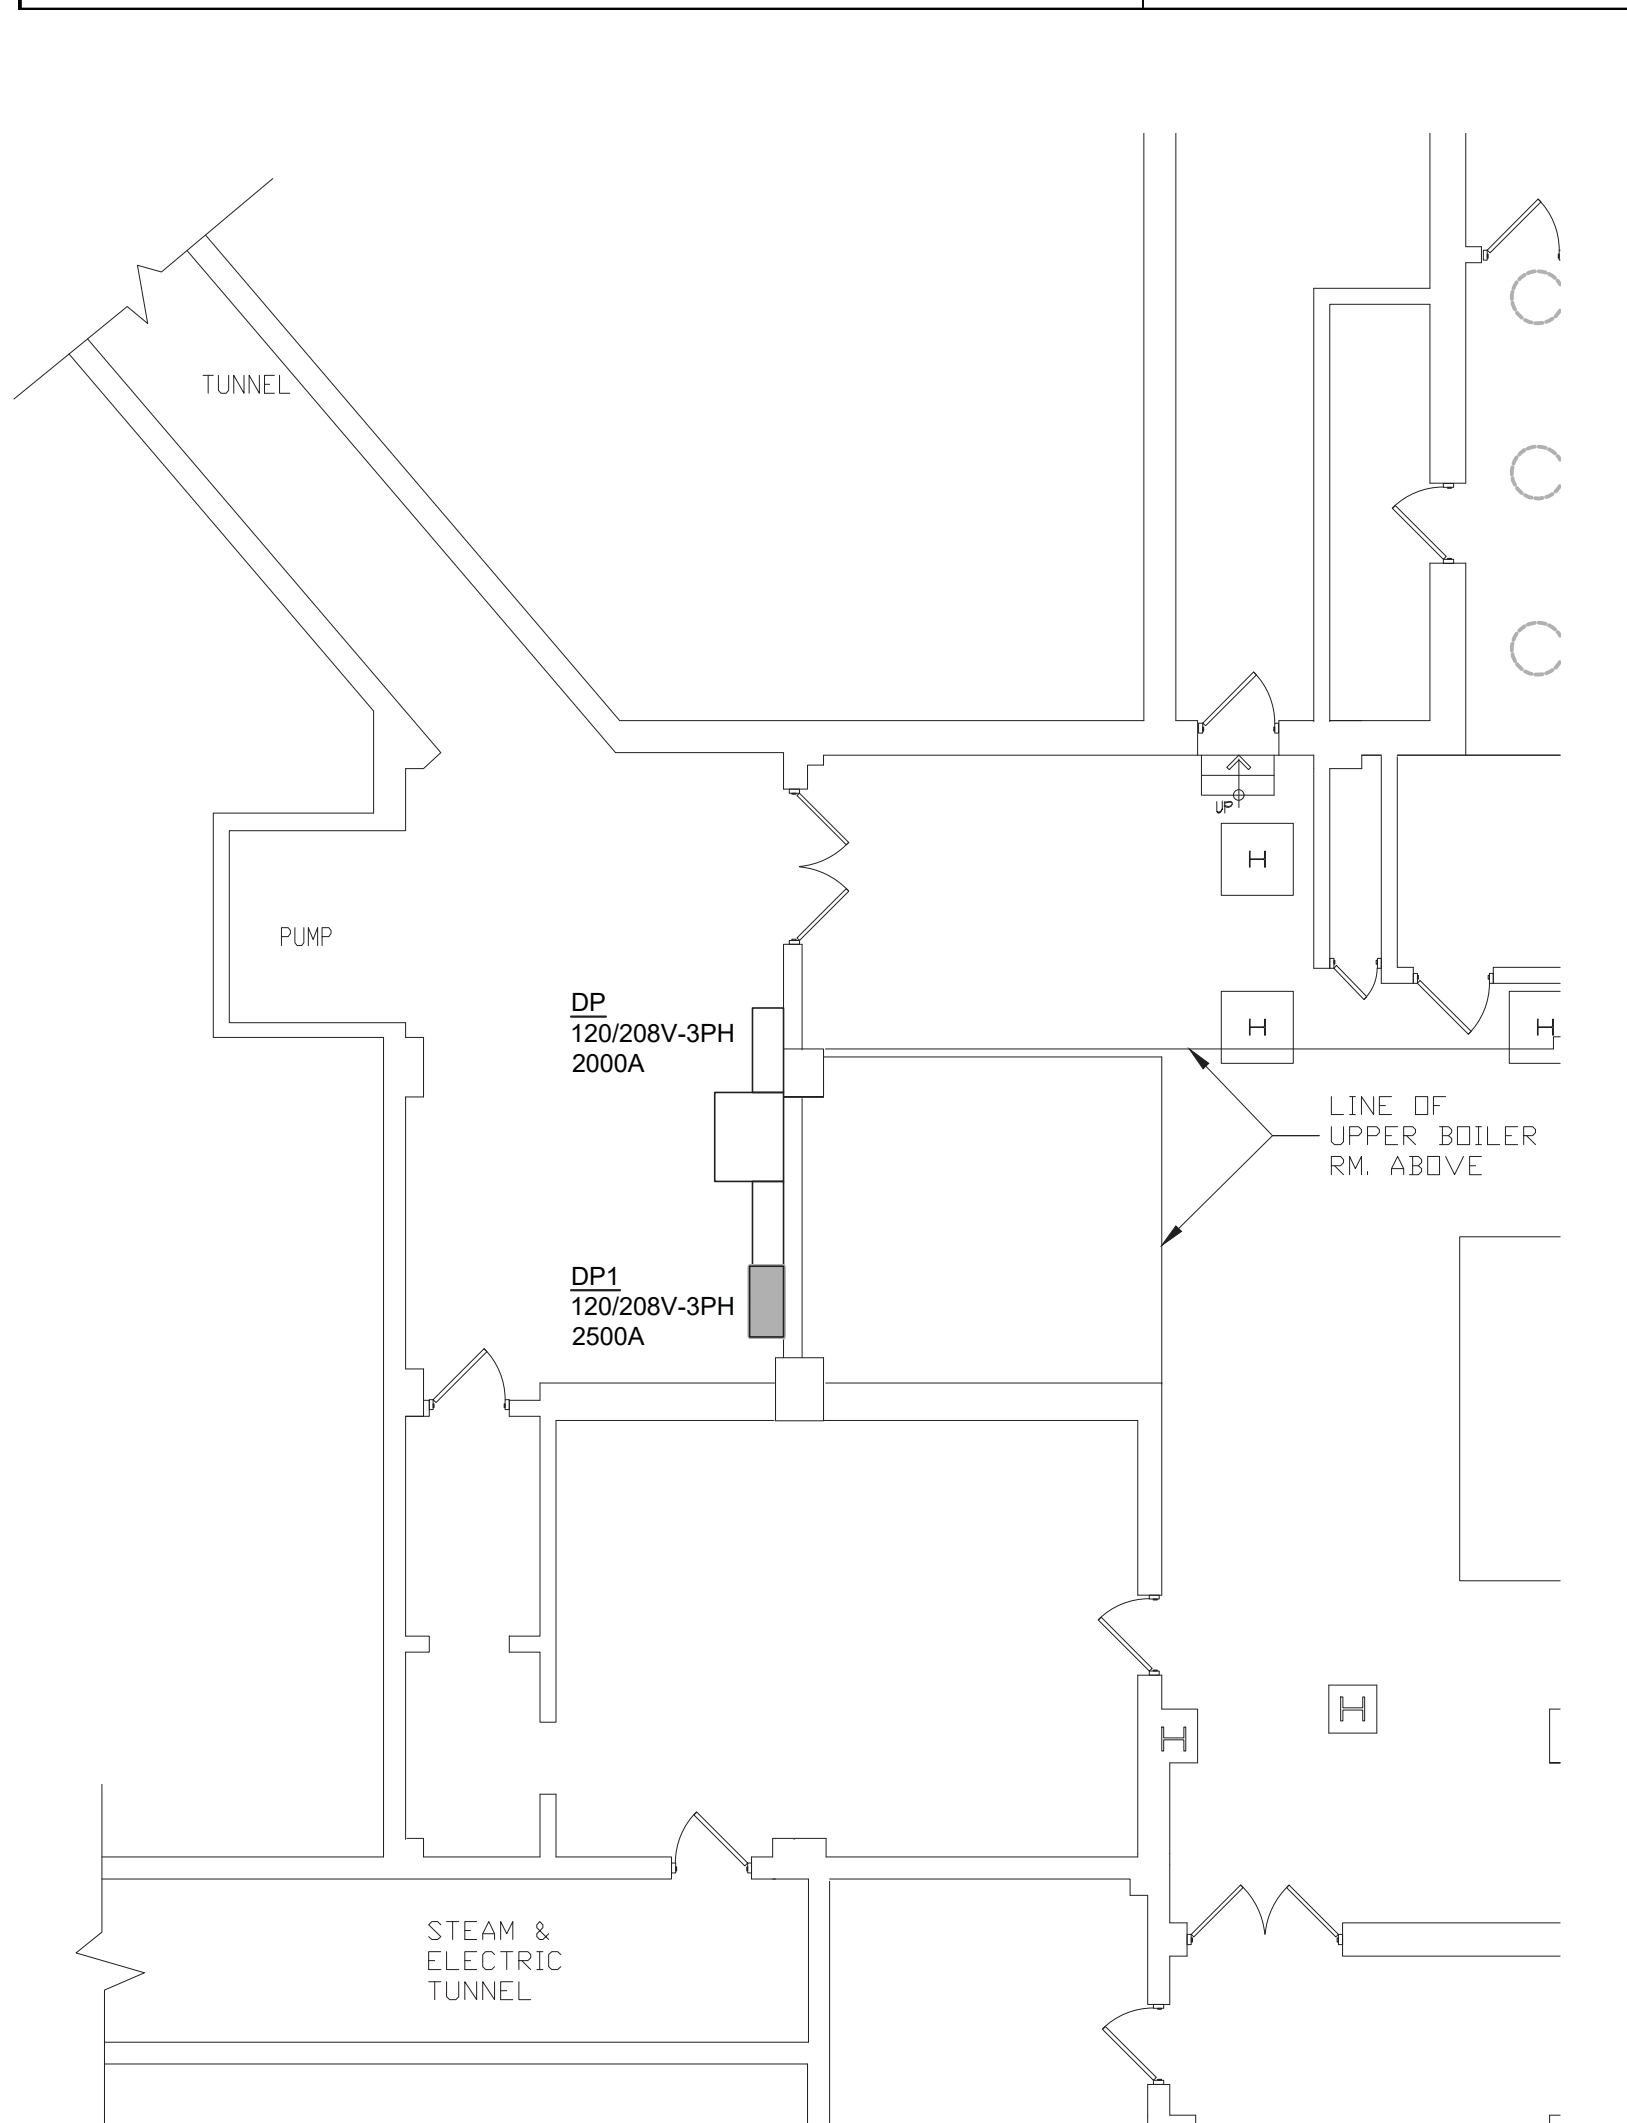 TUNNEL
UP
H
PUMP
DP
120/208V-3PH
2000A
H
H
LINE OF
UPPER BOILER
RM. ABOVE
DP1
120/208V-3PH
2500A
H
H
STEAM &
ELECTRIC
TUNNEL